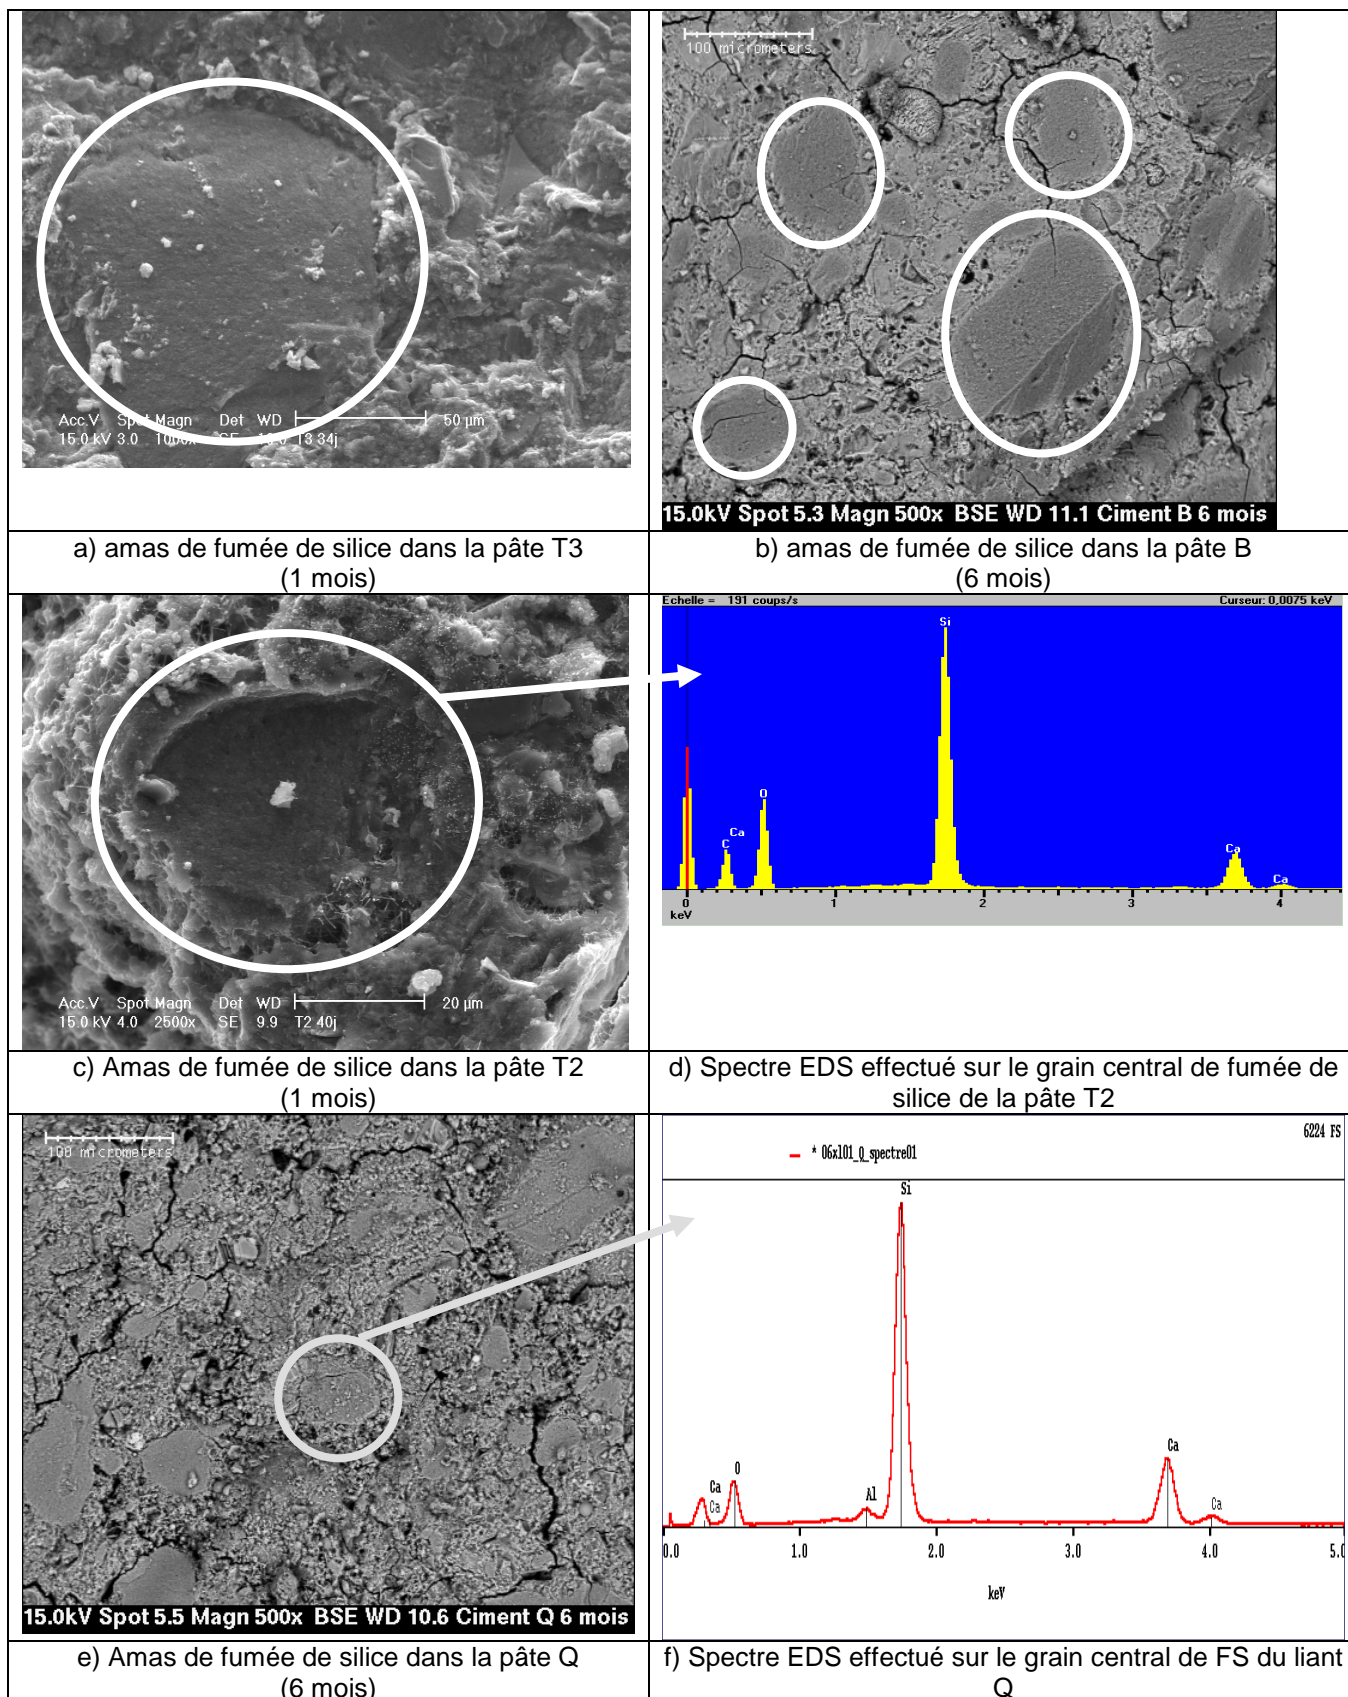 Acc.V Spot Magn Det WD 50 µm
15.0 kV 3.0 1000x SE 10.0 T3 34j
100 micrometers
15.0kV Spot 5.3 Magn 500x BSE WD 11.1 Ciment B 6 mois
a) amas de fumée de silice dans la pâte T3
(1 mois)
b) amas de fumée de silice dans la pâte B
(6 mois)
Acc.V Spot Magn Det WD 20 µm
15.0 kV 4.0 2500x SE 9.9 T2 40j
Echelle = 191 coups/s Curseur: 0,0075 keV
Si
O
Ca
C
Ca
Ca
0 1 2 3 4
keV
c) Amas de fumée de silice dans la pâte T2
(1 mois)
d) Spectre EDS effectué sur le grain central de fumée de
silice de la pâte T2
100 micrometers
15.0kV Spot 5.5 Magn 500x BSE WD 10.6 Ciment Q 6 mois
6224 FS
* 06x101_Q_spectre01
Si
Ca
O
Ca
Ca
Al
Ca
0.0 1.0 2.0 3.0 4.0 5.0
keV
e) Amas de fumée de silice dans la pâte Q
(6 mois)
f) Spectre EDS effectué sur le grain central de FS du liant
Q